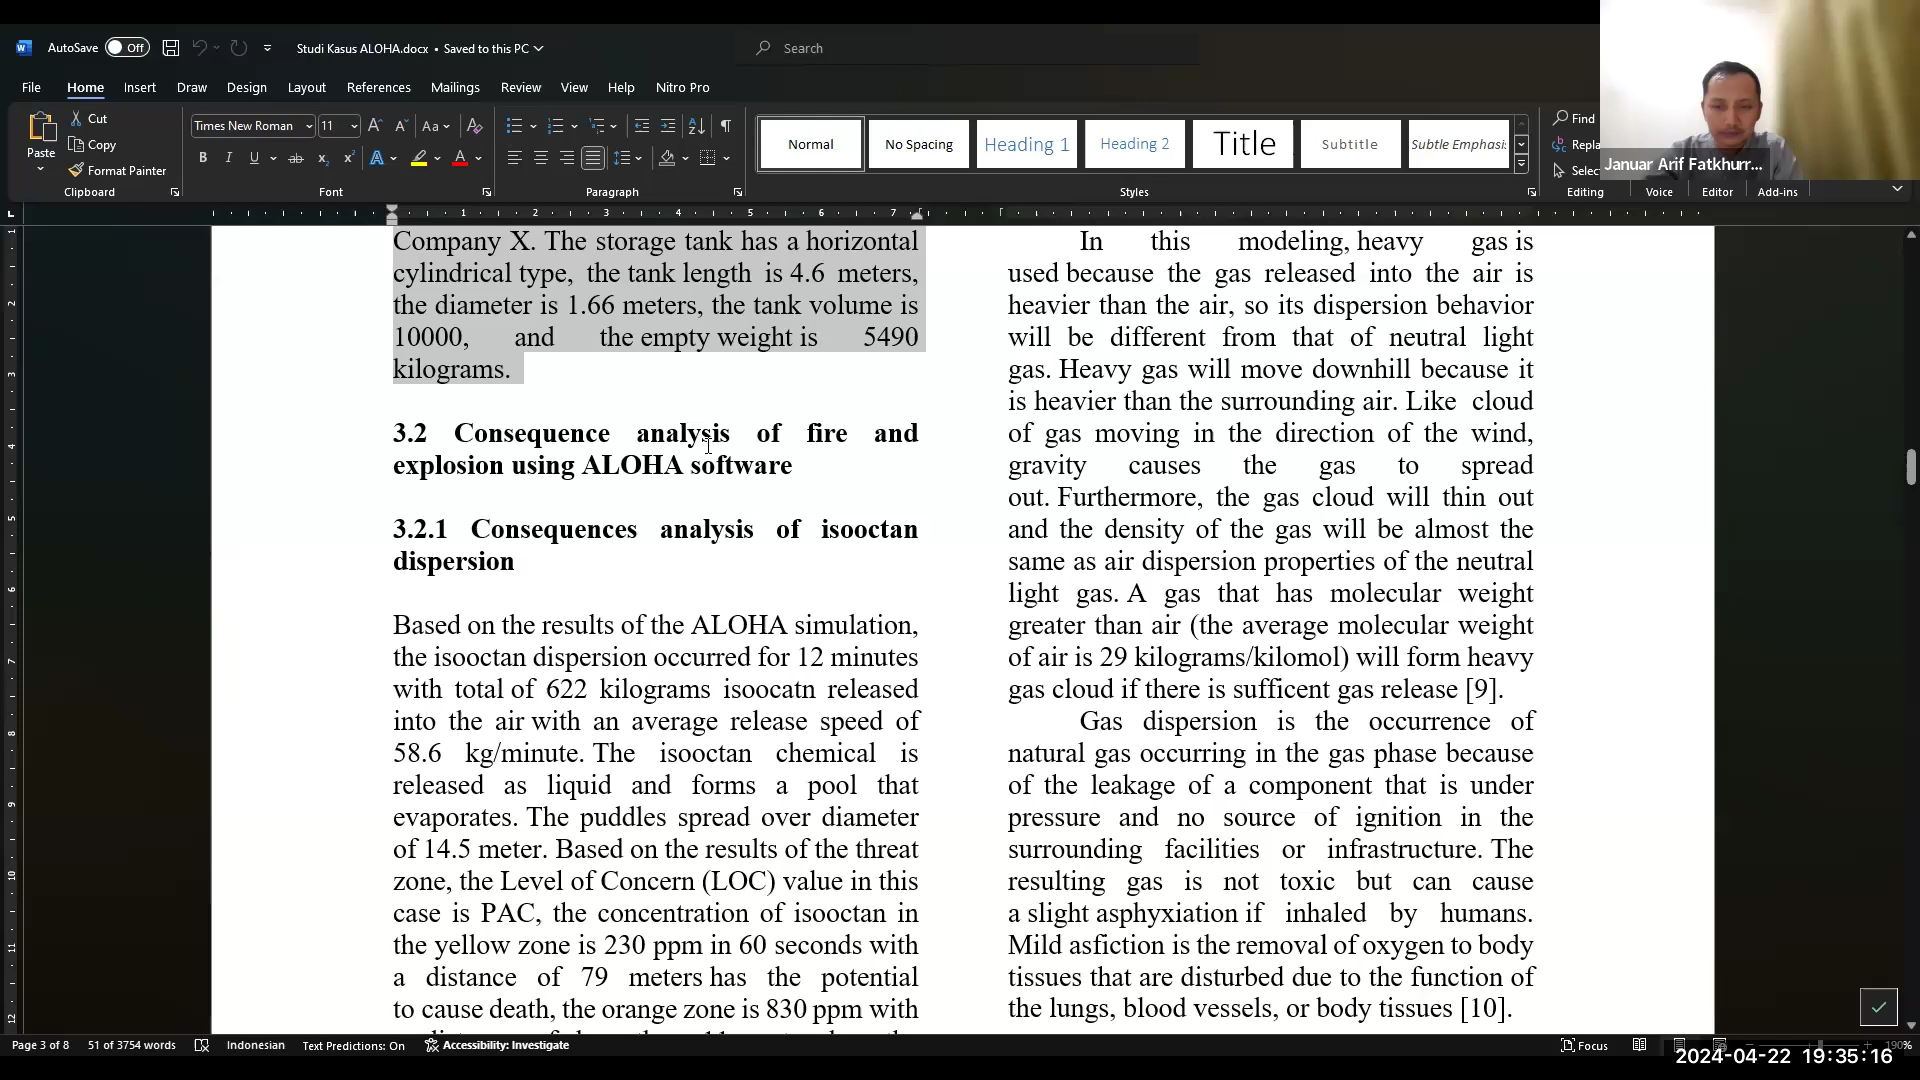 AutoSave Off Studi Kasus ALOHA.docx • Saved to this PC Search
File Home Insert Draw Design Layout References Mailings Review View Help Nitro Pro
Paste Cut Copy Format Painter
Times New Roman 11 Aa
B I U ab x₂ x² A A
Normal No Spacing Heading 1 Heading 2 Title Subtitle Subtle Emphasis
Find
Januar Arif Fatkhurr...
Clipboard Font Paragraph Styles Editing Voice Editor Add-ins
Company X. The storage tank has a horizontal
cylindrical type, the tank length is 4.6 meters,
the diameter is 1.66 meters, the tank volume is
10000, and the empty weight is 5490
kilograms.
3.2 Consequence analysis of fire and
explosion using ALOHA software
3.2.1 Consequences analysis of isooctan
dispersion
Based on the results of the ALOHA simulation,
the isooctan dispersion occurred for 12 minutes
with total of 622 kilograms isoocatn released
into the air with an average release speed of
58.6 kg/minute. The isooctan chemical is
released as liquid and forms a pool that
evaporates. The puddles spread over diameter
of 14.5 meter. Based on the results of the threat
zone, the Level of Concern (LOC) value in this
case is PAC, the concentration of isooctan in
the yellow zone is 230 ppm in 60 seconds with
a distance of 79 meters has the potential
to cause death, the orange zone is 830 ppm with
In this modeling, heavy gas is
used because the gas released into the air is
heavier than the air, so its dispersion behavior
will be different from that of neutral light
gas. Heavy gas will move downhill because it
is heavier than the surrounding air. Like cloud
of gas moving in the direction of the wind,
gravity causes the gas to spread
out. Furthermore, the gas cloud will thin out
and the density of the gas will be almost the
same as air dispersion properties of the neutral
light gas. A gas that has molecular weight
greater than air (the average molecular weight
of air is 29 kilograms/kilomol) will form heavy
gas cloud if there is sufficent gas release [9].
Gas dispersion is the occurrence of
natural gas occurring in the gas phase because
of the leakage of a component that is under
pressure and no source of ignition in the
surrounding facilities or infrastructure. The
resulting gas is not toxic but can cause
a slight asphyxiation if inhaled by humans.
Mild asfiction is the removal of oxygen to body
tissues that are disturbed due to the function of
the lungs, blood vessels, or body tissues [10].
Page 3 of 8 51 of 3754 words Indonesian Text Predictions: On Accessibility: Investigate Focus 190%
2024-04-22 19:35:16